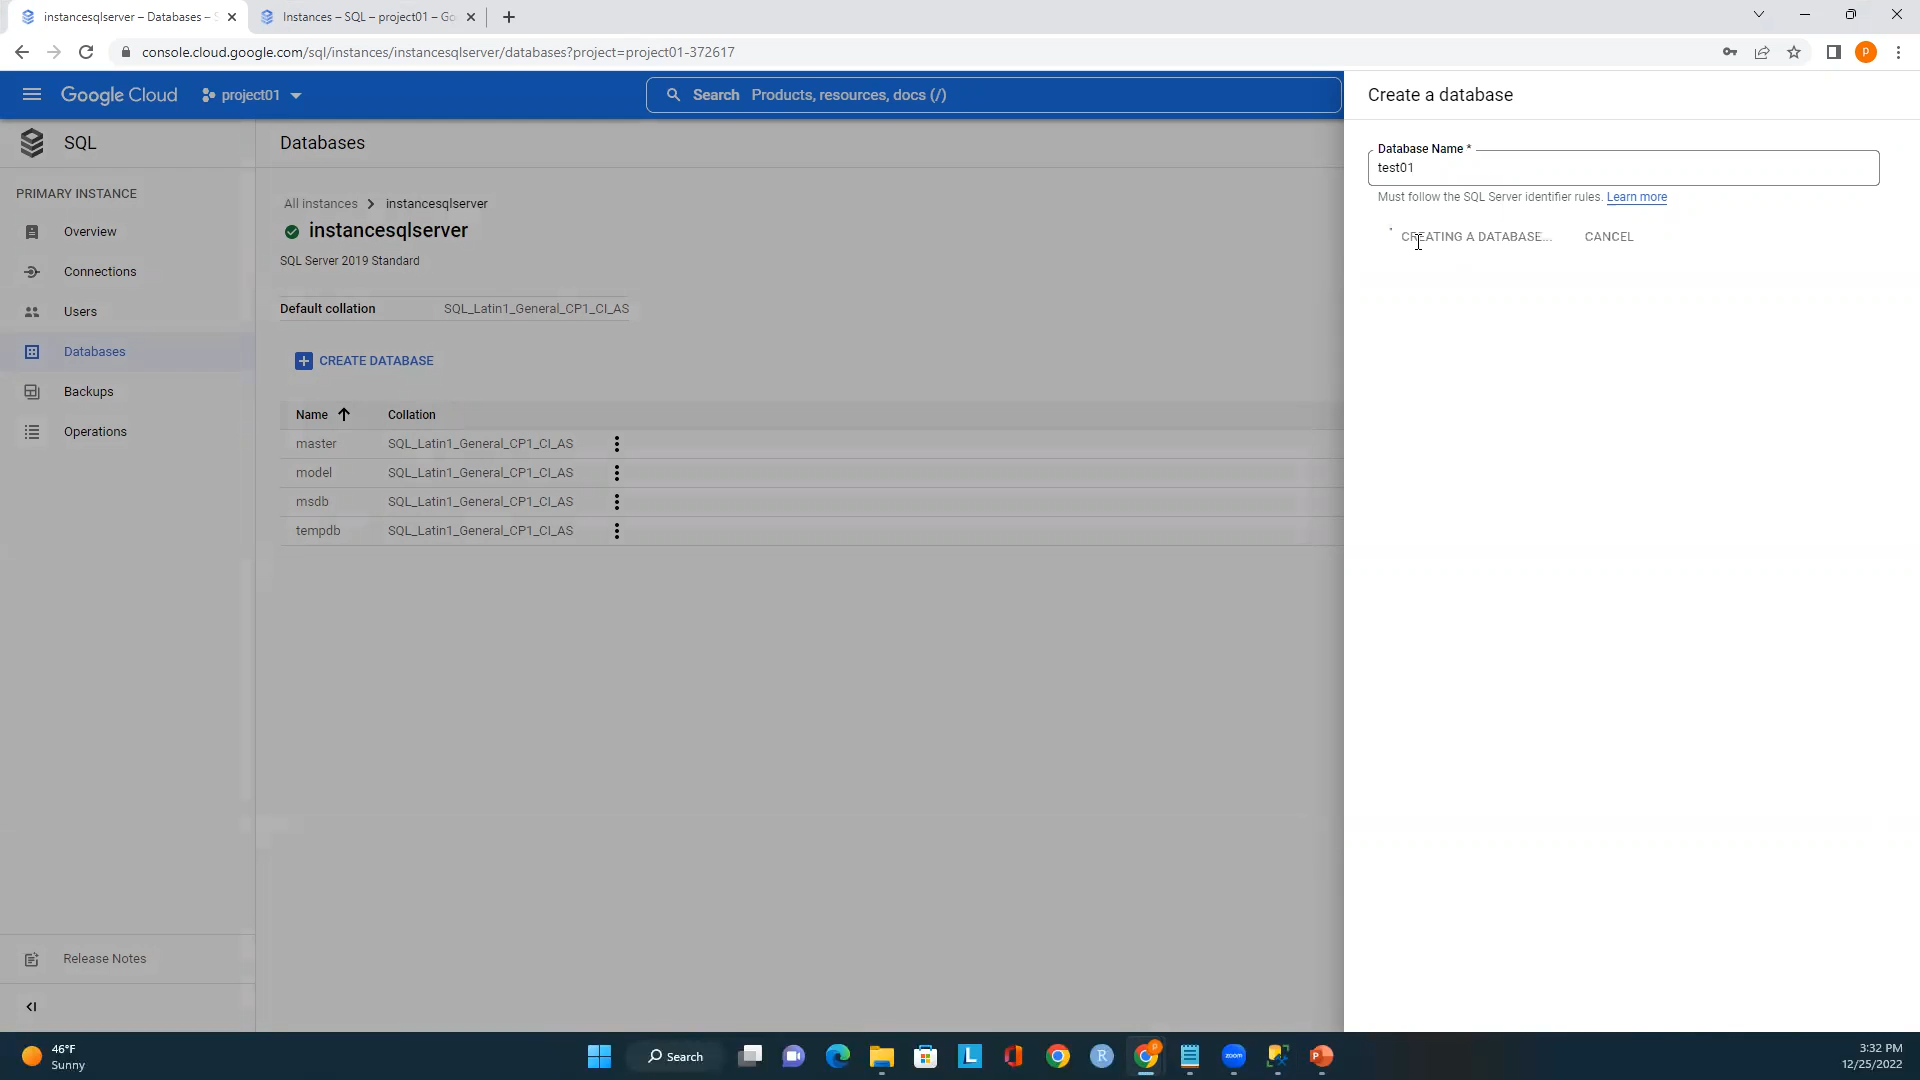 instancesqlserver – Databases – S
Instances – SQL – project01 – Go
console.cloud.google.com/sql/instances/instancesqlserver/databases?project=project01-372617
P
Google Cloud
project01
Search Products, resources, docs (/)
Create a database
SQL
Databases
Database Name *
test01
Must follow the SQL Server identifier rules. Learn more
PRIMARY INSTANCE
All instances
instancesqlserver
Overview
instancesqlserver
CREATING A DATABASE...
CANCEL
SQL Server 2019 Standard
Connections
Users
Default collation
SQL_Latin1_General_CP1_CI_AS
Databases
CREATE DATABASE
Backups
Name
Collation
Operations
master
SQL_Latin1_General_CP1_CI_AS
model
SQL_Latin1_General_CP1_CI_AS
msdb
SQL_Latin1_General_CP1_CI_AS
tempdb
SQL_Latin1_General_CP1_CI_AS
Release Notes
46°F
Sunny
Search
L
R
P
zoom
P
3:32 PM
12/25/2022